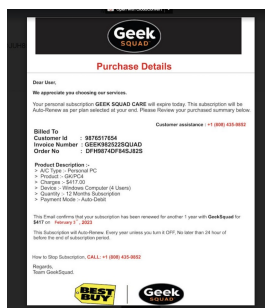 Geek
SQUAD
Purchase Details
Dear User,
We appreciate you choosing our services.
Your personal subscription GEEK SQUAD CARE will expire today. This subscription will be
Auto-Renew as per plan selected at your end. Please Review your purchased summary below.
Customer assistance : +1 (808) 435-9852
Billed To
Customer Id : 9876517654
Invoice Number : GEEK982522SQUAD
Order No : DFH9874DF84SJ82S
Product Description :-
> A/C Type :- Personal PC
> Product :- GK/PC4
> Charges :- $417.00
> Device :- Windows Computer (4 Users)
> Quantity :- 12 Months Subscription
> Payment Mode :- Auto-Debit
This Email confirms that your subscription has been renewed for another 1 year with GeekSquad for
$417 on February 3rd, 2023
This Subscription will Auto-Renew. Every year unless you turn it OFF, No later than 24 hour of
before the end of subscription period.
How to Stop Subscription, CALL: +1 (808) 435-9852
Regards,
Team GeekSquad.
BEST
BUY
Geek
SQUAD